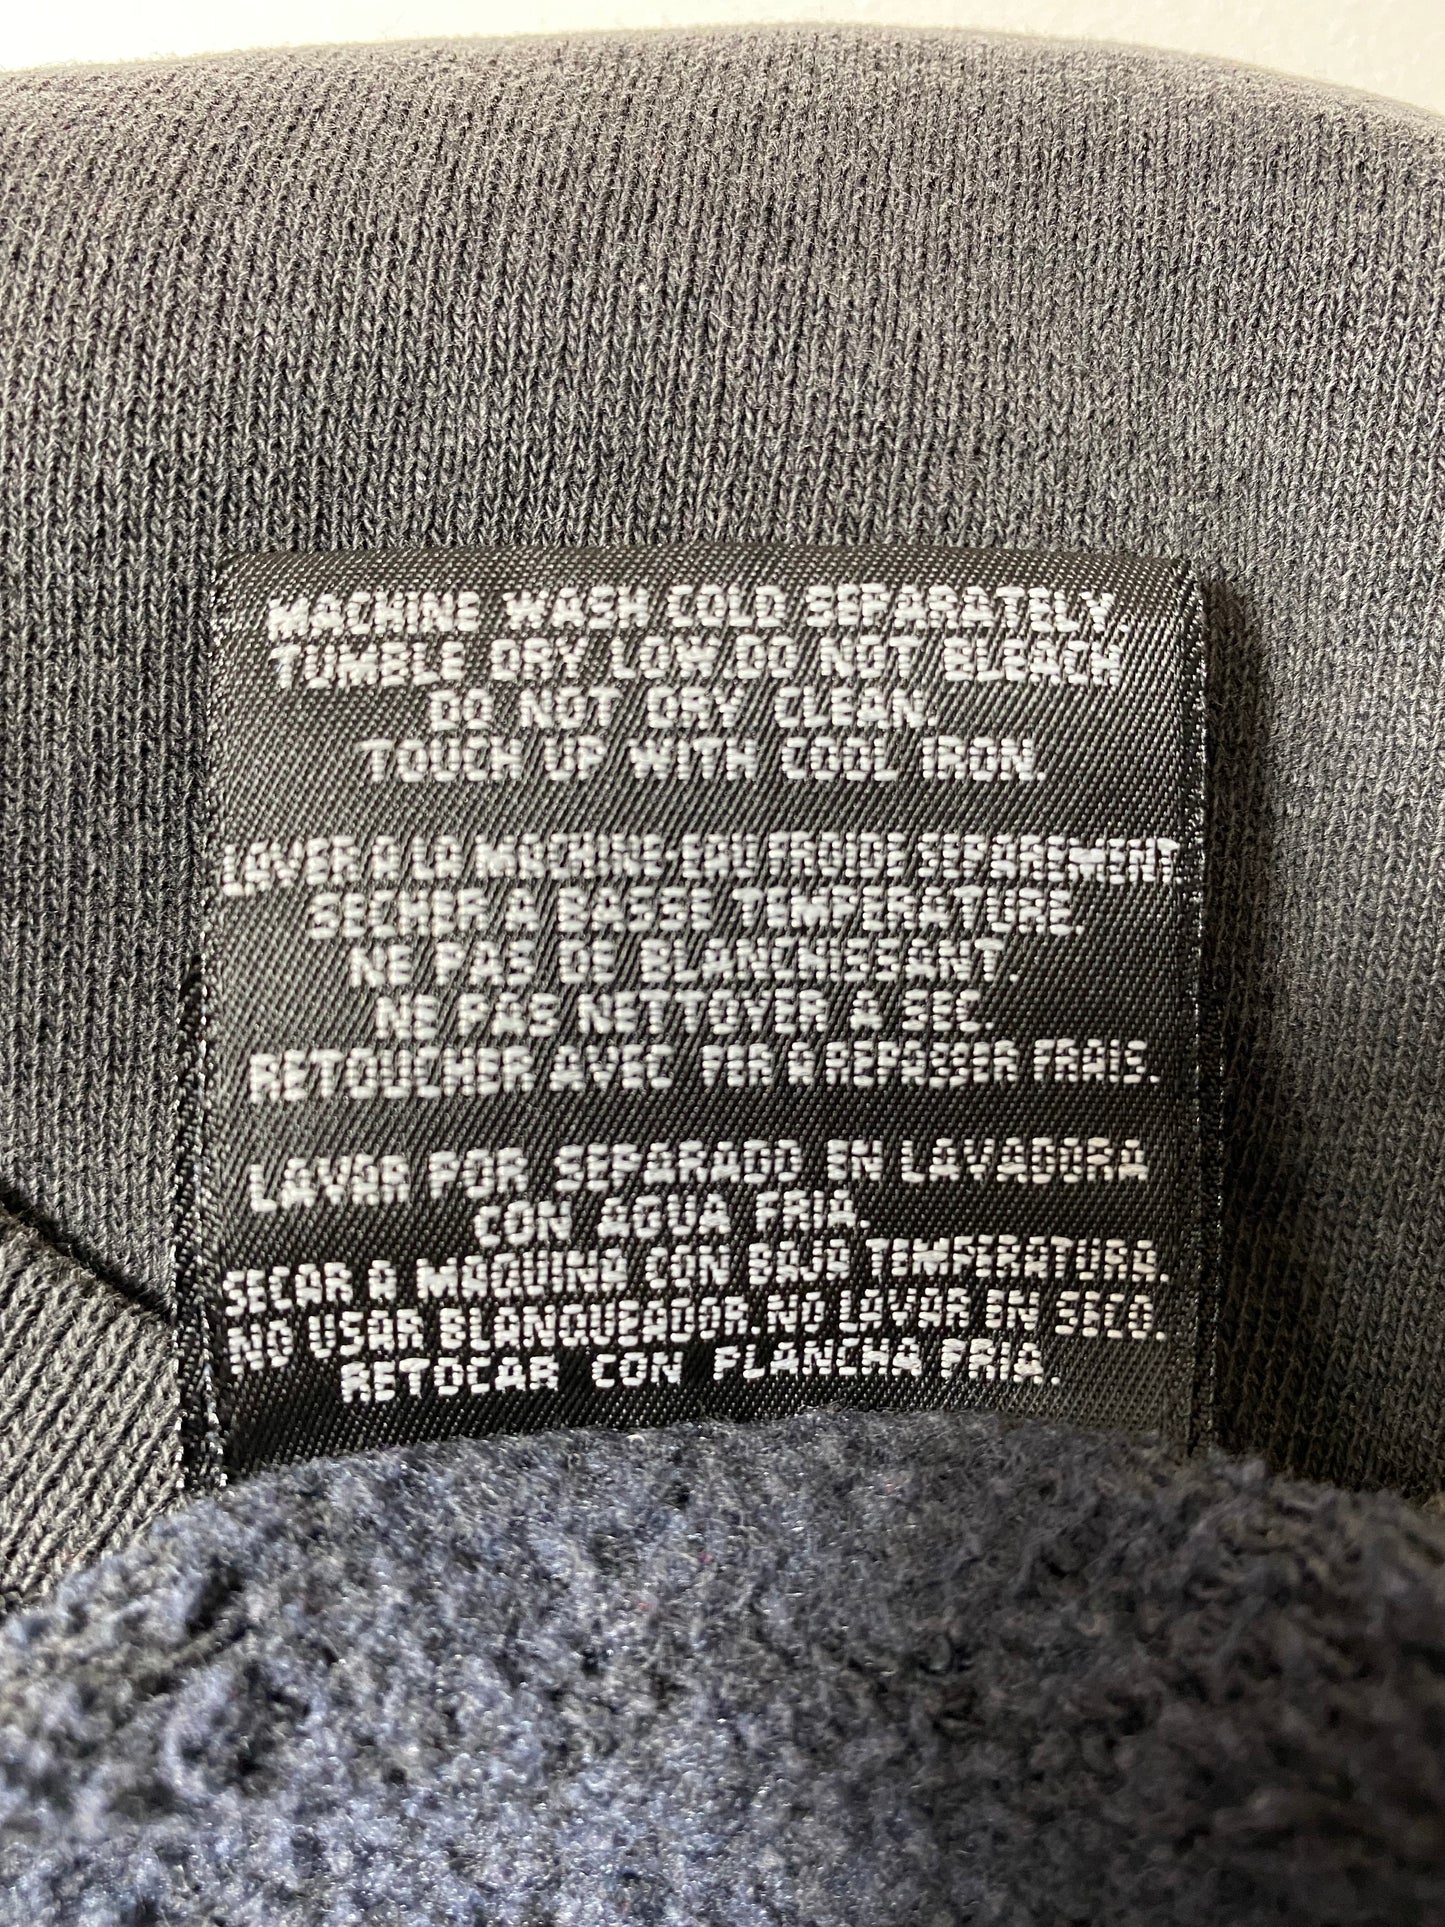 MACHINE WASH COLD SEPARATELY.
TUMBLE DRY LOW DO NOT BLEACH
DO NOT DRY CLEAN.
TOUCH UP WITH COOL IRON.
LAVER A LA MACHINE EAU FROIDE SEPAREMENT
SECHER A BASSE TEMPERATURE.
NE PAS DE BLANCHISSANT.
NE PAS NETTOYER A SEC.
RETOUCHER AVEC FER A REPASSER FRAIS.
LAVAR POR SEPARADO EN LAVADORA
CON AGUA FRIA.
SECAR A MAQUINA CON BAJA TEMPERATURA.
NO USAR BLANQUEADOR. NO LAVAR EN SECO.
RETOCAR CON PLANCHA FRIA.